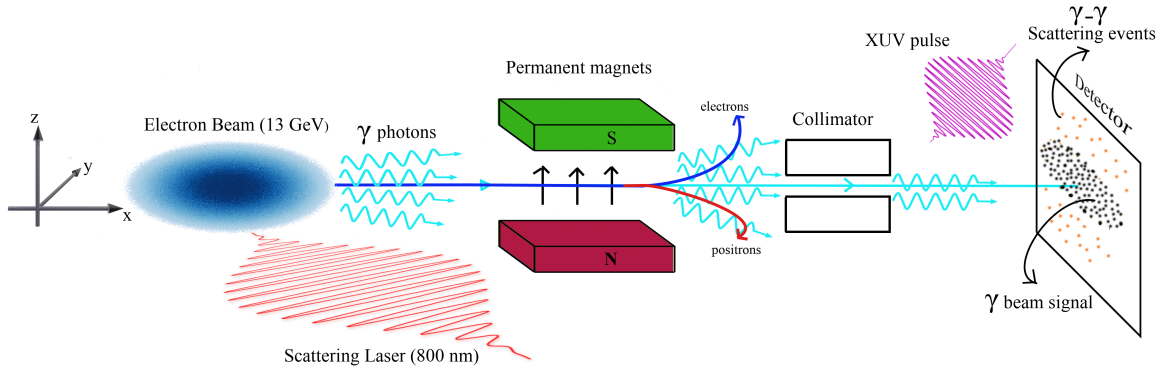 γ-γ
Scattering events
XUV pulse
Permanent magnets
Detector
electrons
Collimator
z
Electron Beam (13 GeV)
γ photons
S
y
x
positrons
N
γ beam signal
Scattering Laser (800 nm)